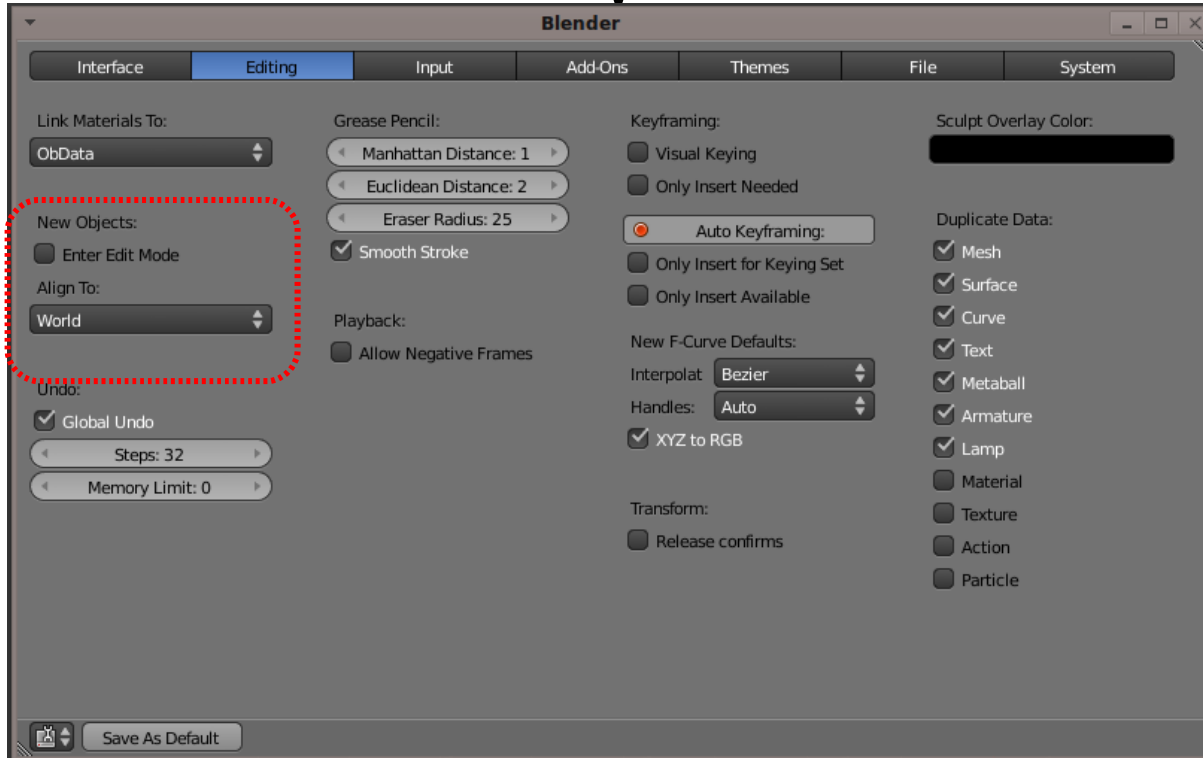 Blender
Interface
Editing
Input
Add-Ons
Themes
File
System
Link Materials To:
ObData
New Objects:
Enter Edit Mode
Align To:
World
Undo:
Global Undo
Steps: 32
Memory Limit: 0
Grease Pencil:
Manhattan Distance: 1
Euclidean Distance: 2
Eraser Radius: 25
Smooth Stroke
Playback:
Allow Negative Frames
Keyframing:
Visual Keying
Only Insert Needed
Auto Keyframing:
Only Insert for Keying Set
Only Insert Available
New F-Curve Defaults:
Interpolat Bezier
Handles: Auto
XYZ to RGB
Transform:
Release confirms
Sculpt Overlay Color:
Duplicate Data:
Mesh
Surface
Curve
Text
Metaball
Armature
Lamp
Material
Texture
Action
Particle
Save As Default